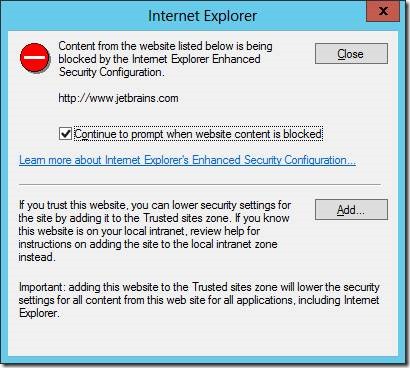 Internet Explorer
x
Content from the website listed below is being
blocked by the Internet Explorer Enhanced
Security Configuration.
Close
http://www.jetbrains.com
Continue to prompt when website content is blocked
Learn more about Internet Explorer's Enhanced Security Configuration...
If you trust this website, you can lower security settings for
the site by adding it to the Trusted sites zone. If you know
this website is on your local intranet, review help for
instructions on adding the site to the local intranet zone
instead.
Add...
Important: adding this website to the Trusted sites zone will lower the security
settings for all content from this web site for all applications, including Internet
Explorer.